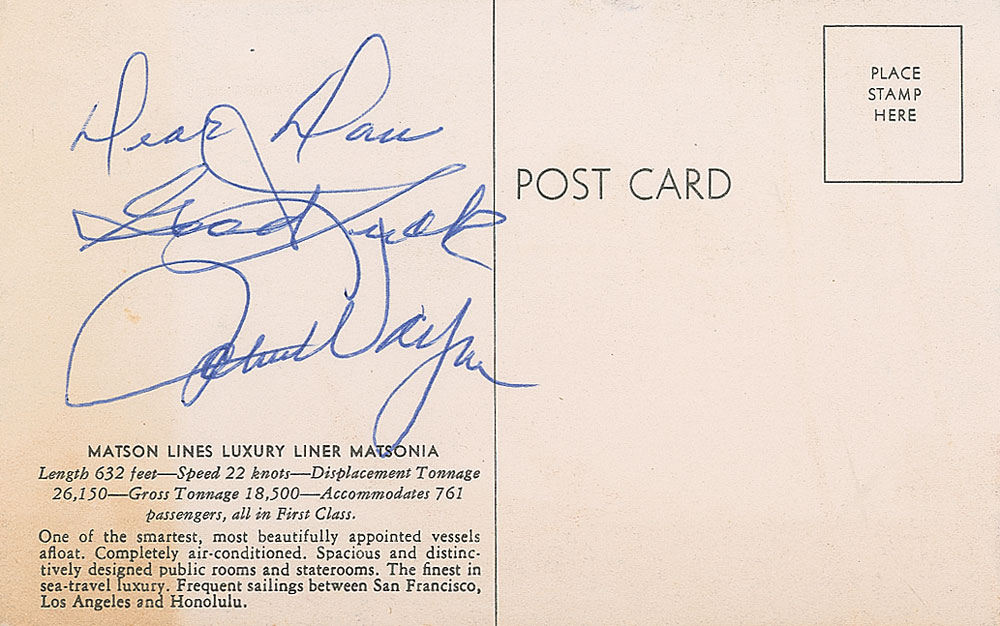 Dear Dan
Good Luck
John Wayne
MATSON LINES LUXURY LINER MATSONIA
Length 632 feet—Speed 22 knots—Displacement Tonnage
26,150—Gross Tonnage 18,500—Accommodates 761
passengers, all in First Class.
One of the smartest, most beautifully appointed vessels
afloat. Completely air-conditioned. Spacious and distinc-
tively designed public rooms and staterooms. The finest in
sea-travel luxury. Frequent sailings between San Francisco,
Los Angeles and Honolulu.
POST CARD
PLACE
STAMP
HERE